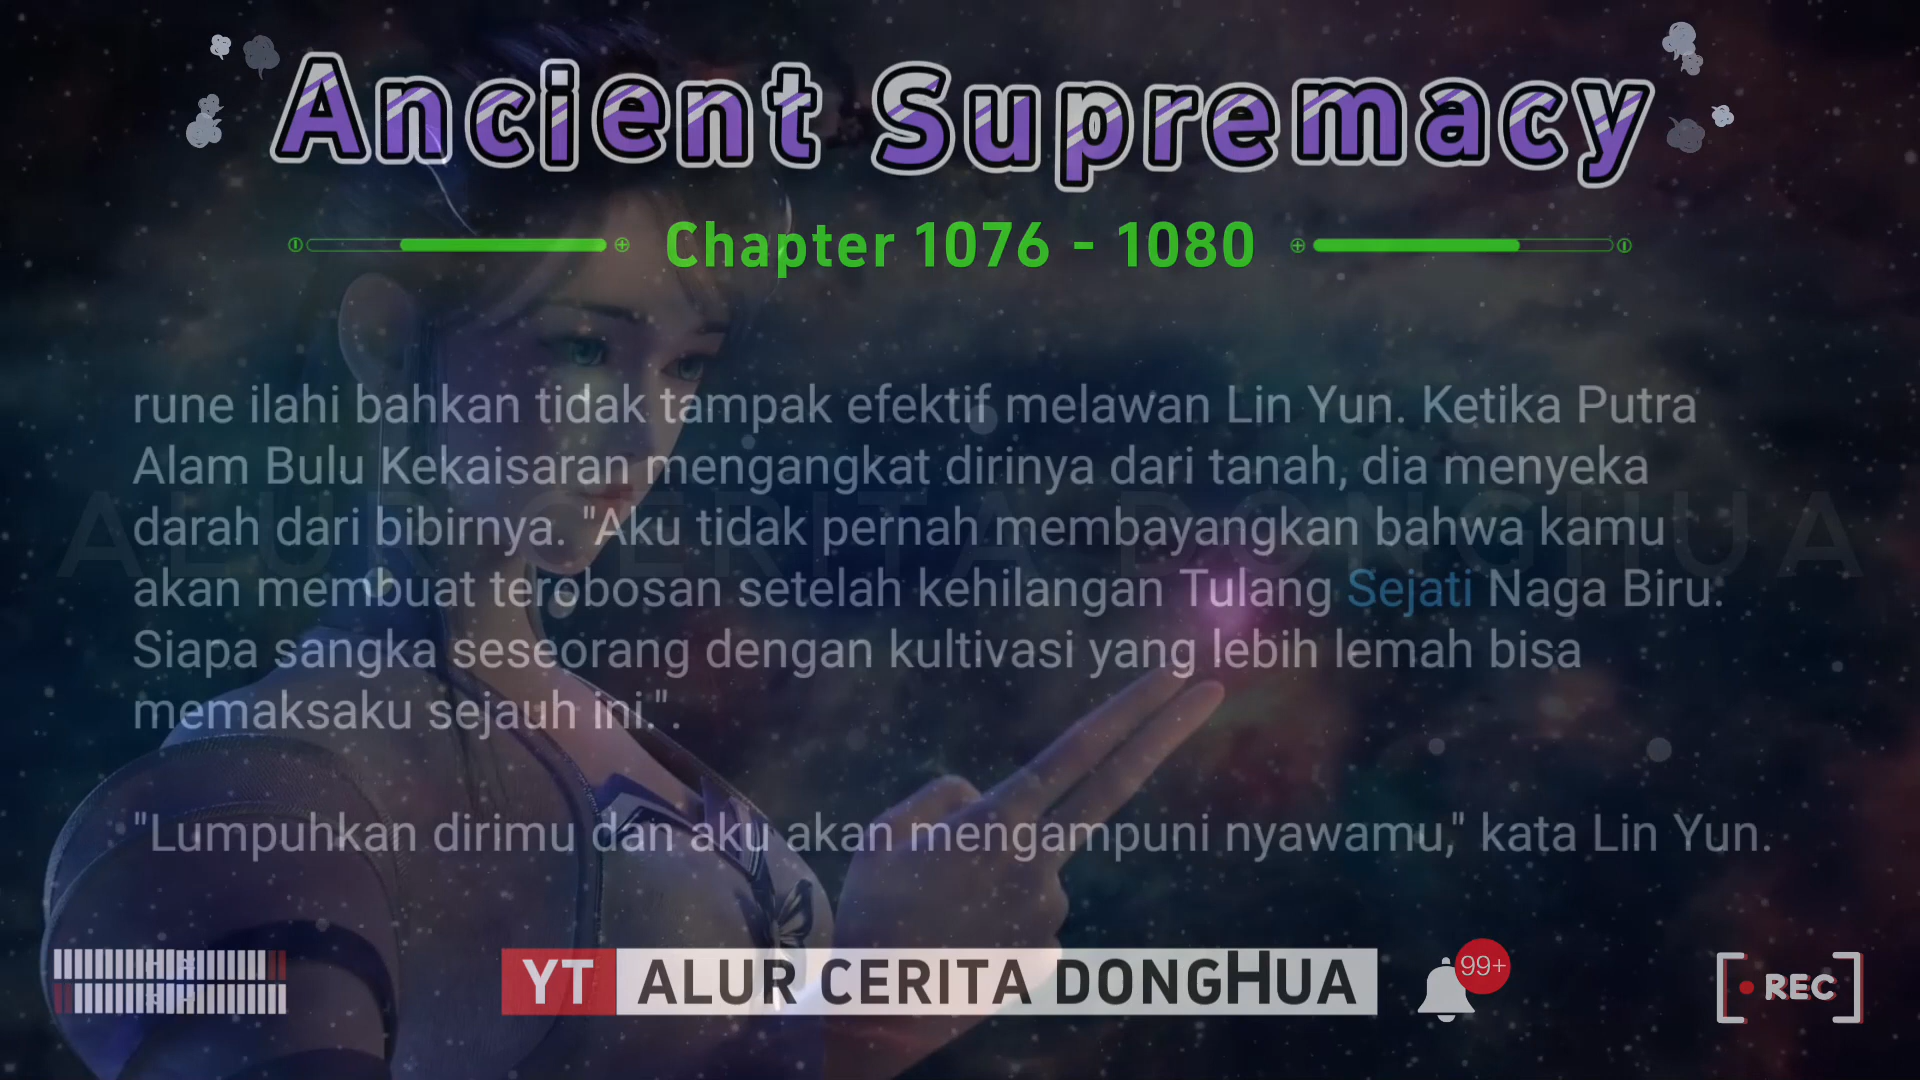 Ancient Supremacy
Chapter 1076 - 1080
rune ilahi bahkan tidak tampak efektif melawan Lin Yun. Ketika Putra
Alam Bulu Kekaisaran mengangkat dirinya dari tanah, dia menyeka
ALUR CERITA DONGHUA
darah dari bibirnya. "Aku tidak pernah membayangkan bahwa kamu
akan membuat terobosan setelah kehilangan Tulang Sejati Naga Biru.
Siapa sangka seseorang dengan kultivasi yang lebih lemah bisa
memaksaku sejauh ini.".
"Lumpuhkan dirimu dan aku akan mengampuni nyawamu," kata Lin Yun.
YT ALUR CERITA DONGHUA
99+
REC